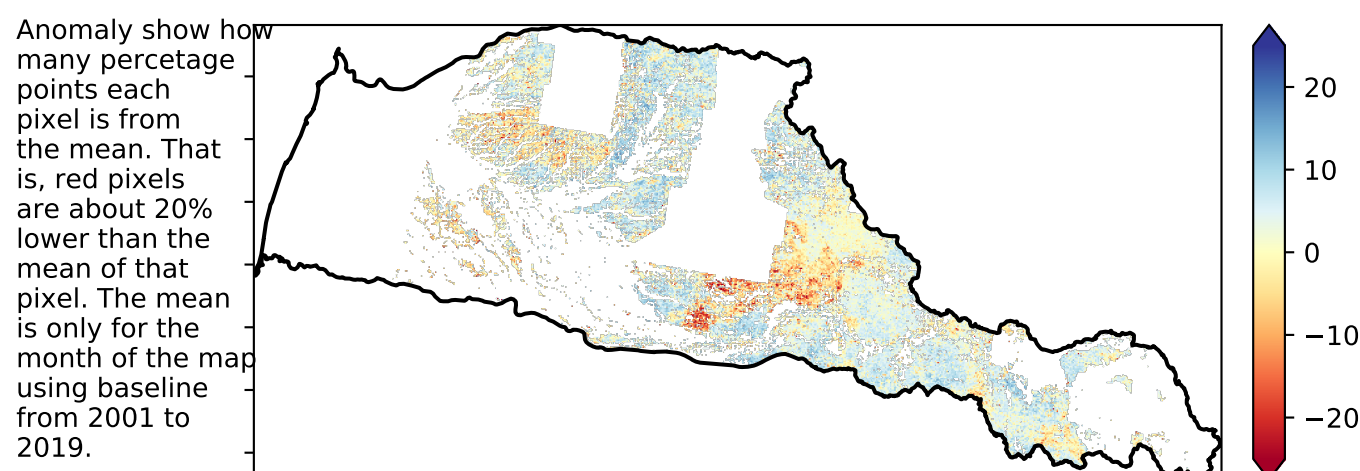 Anomaly show how
many percetage
points each
pixel is from
the mean. That
is, red pixels
are about 20%
lower than the
mean of that
pixel. The mean
is only for the
month of the map
using baseline
from 2001 to
2019.
20
10
0
−10
−20